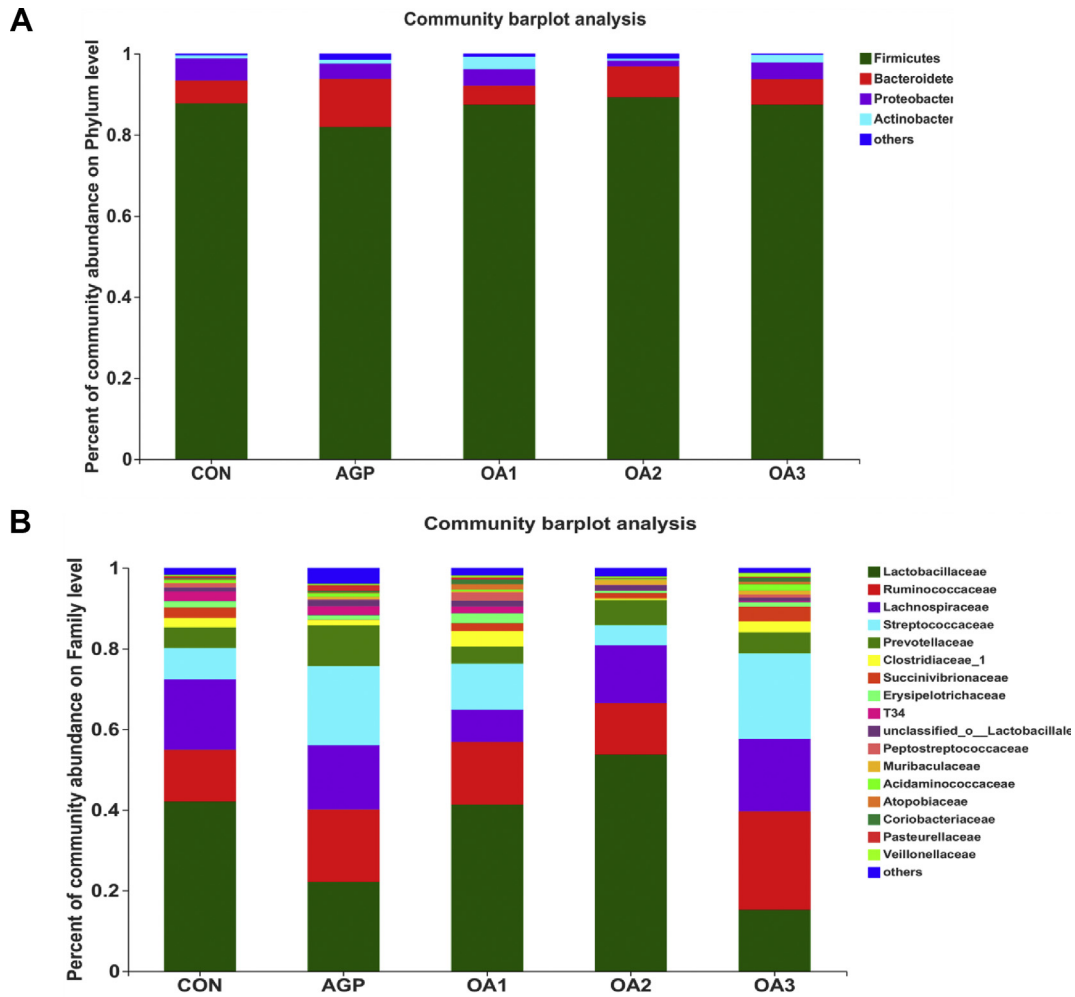 A
Community barplot analysis
Percent of community abundance on Phylum level
1
0.8
0.6
0.4
0.2
0
CON AGP OA1 OA2 OA3
Firmicutes
Bacteroidete
Proteobacter
Actinobacter
others
B
Community barplot analysis
Percent of community abundance on Family level
1
0.8
0.6
0.4
0.2
0
CON AGP OA1 OA2 OA3
Lactobacillaceae
Ruminococcaceae
Lachnospiraceae
Streptococcaceae
Prevotellaceae
Clostridiaceae_1
Succinivibrionaceae
Erysipelotrichaceae
T34
unclassified_o__Lactobacillale
Peptostreptococcaceae
Muribaculaceae
Acidaminococcaceae
Atopobiaceae
Coriobacteriaceae
Pasteurellaceae
Veillonellaceae
others